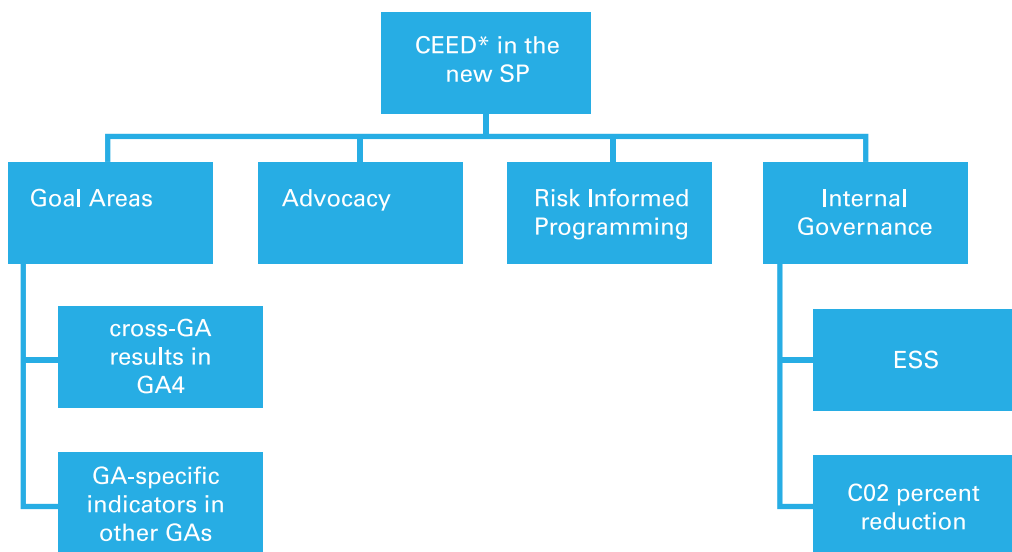 CEED* in the
new SP
Goal Areas
Advocacy
Risk Informed
Programming
Internal
Governance
cross-GA
results in
GA4
ESS
GA-specific
indicators in
other GAs
C02 percent
reduction